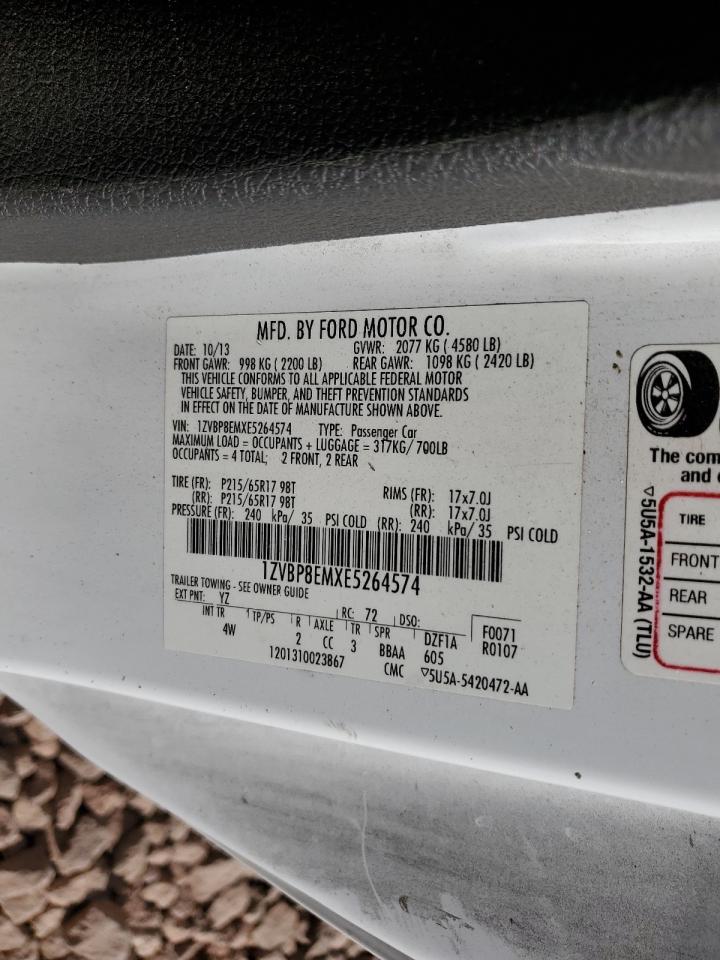 MFD. BY FORD MOTOR CO.
DATE: 10/13 GVWR: 2077 KG ( 4580 LB)
FRONT GAWR: 998 KG ( 2200 LB) REAR GAWR: 1098 KG ( 2420 LB)
THIS VEHICLE CONFORMS TO ALL APPLICABLE FEDERAL MOTOR
VEHICLE SAFETY, BUMPER, AND THEFT PREVENTION STANDARDS
IN EFFECT ON THE DATE OF MANUFACTURE SHOWN ABOVE.
VIN: 1ZVBP8EMXE5264574 TYPE: Passenger Car
MAXIMUM LOAD = OCCUPANTS + LUGGAGE = 317KG/ 700LB
OCCUPANTS = 4 TOTAL; 2 FRONT, 2 REAR
TIRE (FR): P215/65R17 98T RIMS (FR): 17x7.0J
(RR): P215/65R17 98T (RR): 17x7.0J
PRESSURE (FR): 240 kPa/ 35 PSI COLD (RR): 240 kPa/ 35 PSI COLD
1ZVBP8EMXE5264574
TRAILER TOWING - SEE OWNER GUIDE
EXT PNT: YZ RC: 72 DSO: F0071
INT TR TP/PS R AXLE TR SPR DZF1A R0107
4W 2 CC 3 BBAA 605
1201310023867 CMC ▽5U5A-5420472-AA
The com
and c
TIRE
FRONT
REAR
SPARE
▽5U5A-1532-AA (TLU)